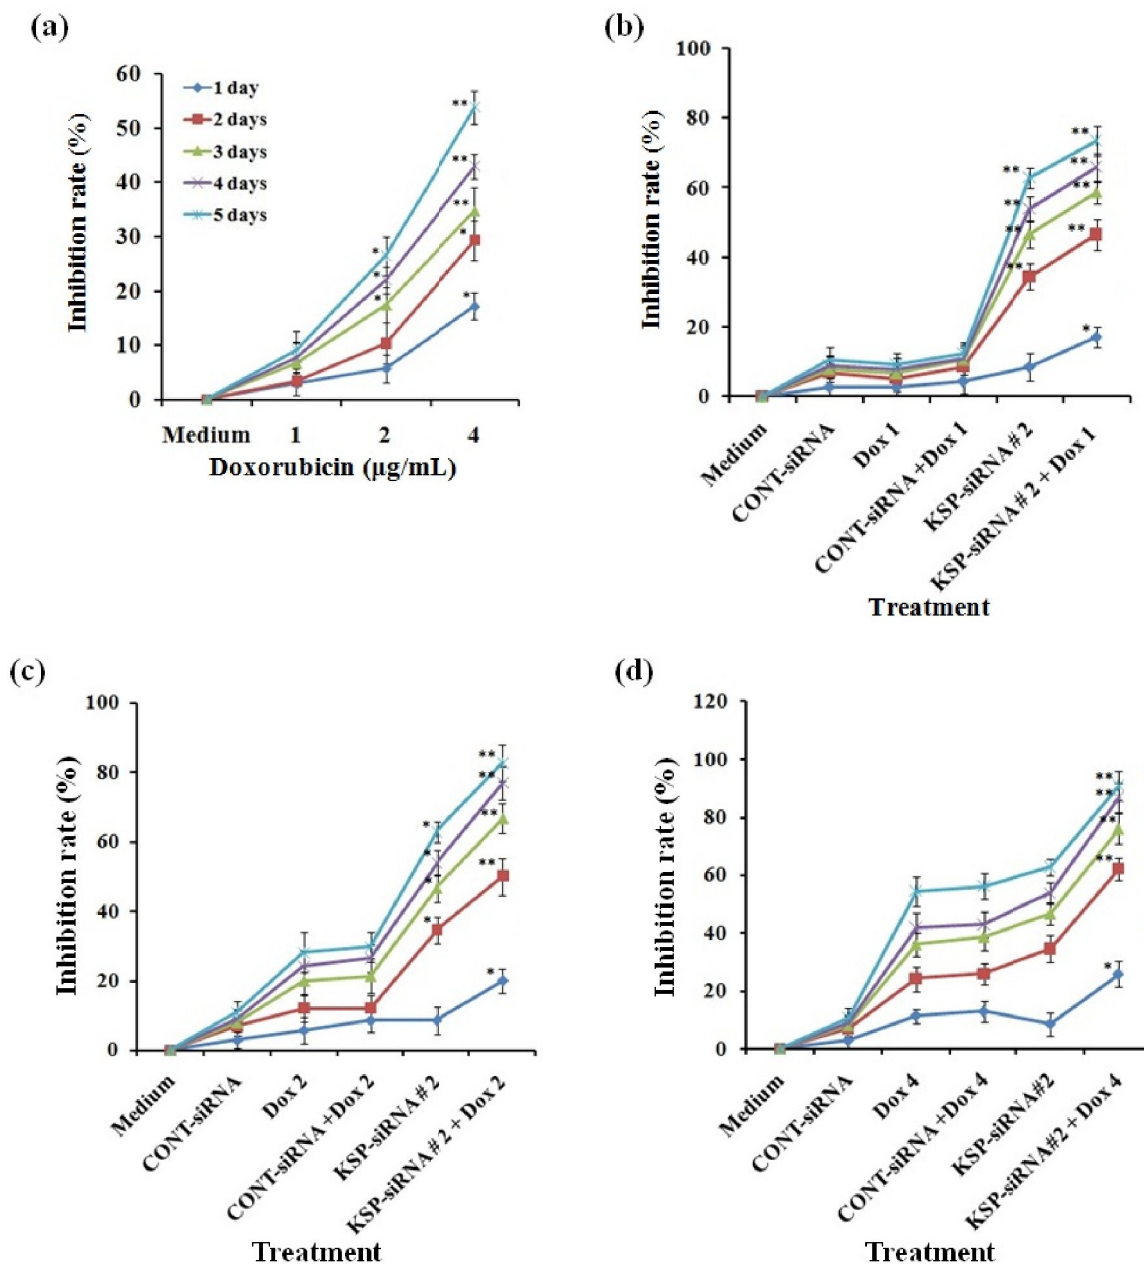 (a)
60
50
40
30
20
10
0
Inhibition rate (%)
1 day
2 days
3 days
4 days
5 days
**
**
**
*
*
*
*
*
Medium 1 2 4
Doxorubicin (µg/mL)
(b)
100
80
60
40
20
0
Inhibition rate (%)
**
**
**
**
**
**
**
**
*
Medium
CONT-siRNA
Dox 1
CONT-siRNA+Dox 1
KSP-siRNA# 2
KSP-siRNA# 2 + Dox 1
Treatment
(c)
100
80
60
40
20
0
Inhibition rate (%)
**
**
**
**
*
*
*
*
*
Medium
CONT-siRNA
Dox 2
CONT-siRNA+Dox 2
KSP-siRNA# 2
KSP-siRNA# 2 + Dox 2
Treatment
(d)
120
100
80
60
40
20
0
Inhibition rate (%)
**
**
**
**
*
Medium
CONT-siRNA
Dox 4
CONT-siRNA+Dox 4
KSP-siRNA#2
KSP-siRNA#2 + Dox 4
Treatment